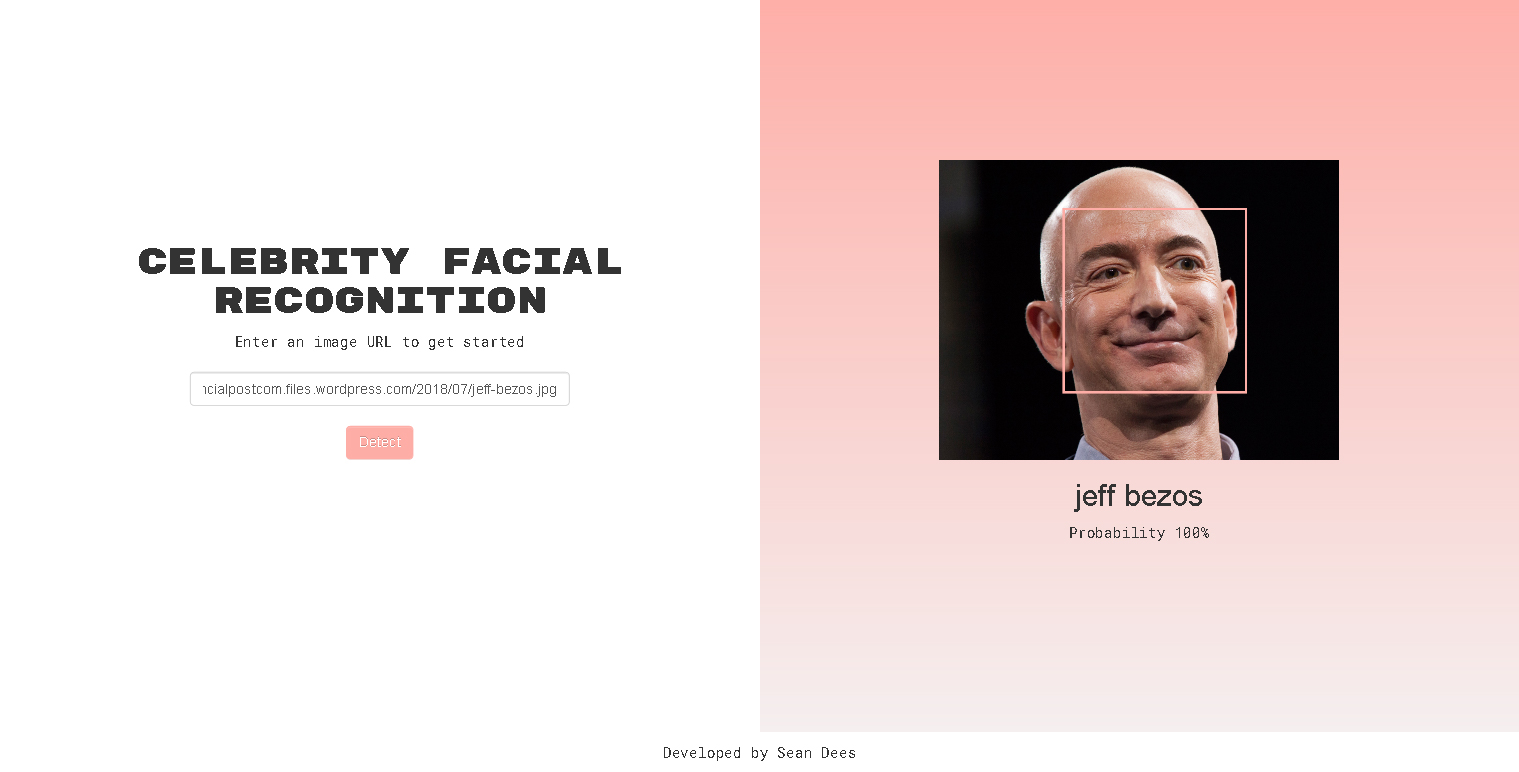 CELEBRITY FACIAL
RECOGNITION
Enter an image URL to get started
ncialpostcom.files.wordpress.com/2018/07/jeff-bezos.jpg
Detect
jeff bezos
Probability 100%
Developed by Sean Dees